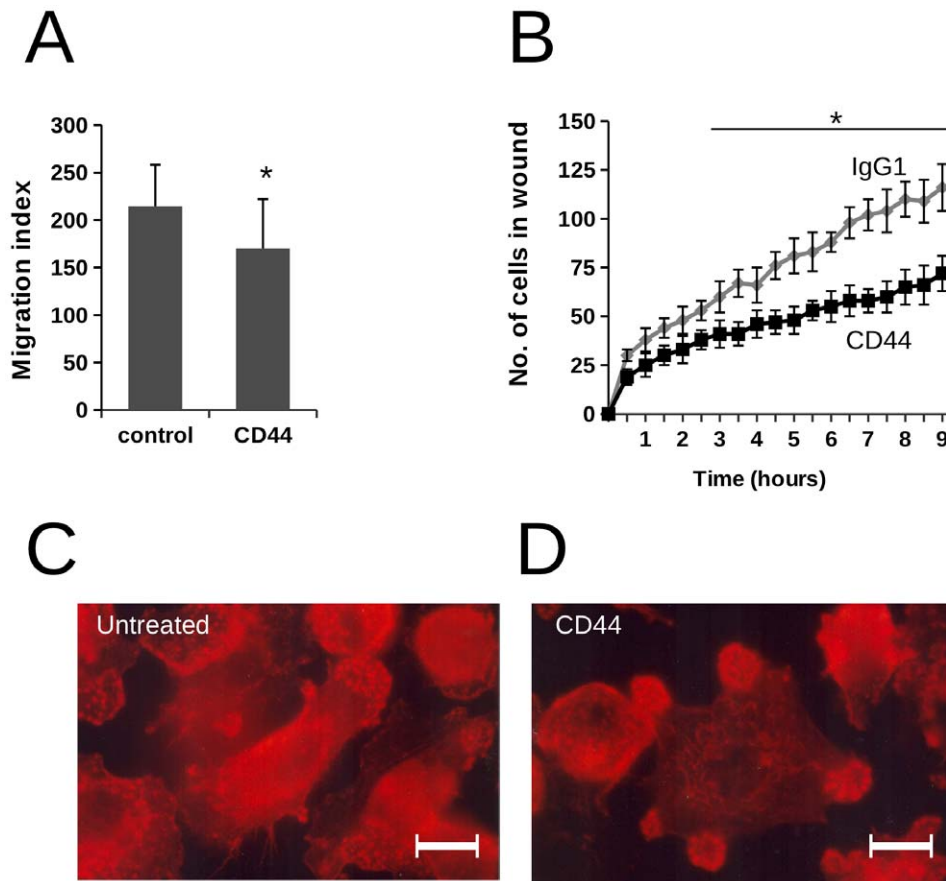 A
B
Migration index
300
250
200
150
100
50
0
*
control
CD44
No. of cells in wound
150
125
100
75
50
25
0
*
IgG1
CD44
1 2 3 4 5 6 7 8 9
Time (hours)
C
D
Untreated
CD44